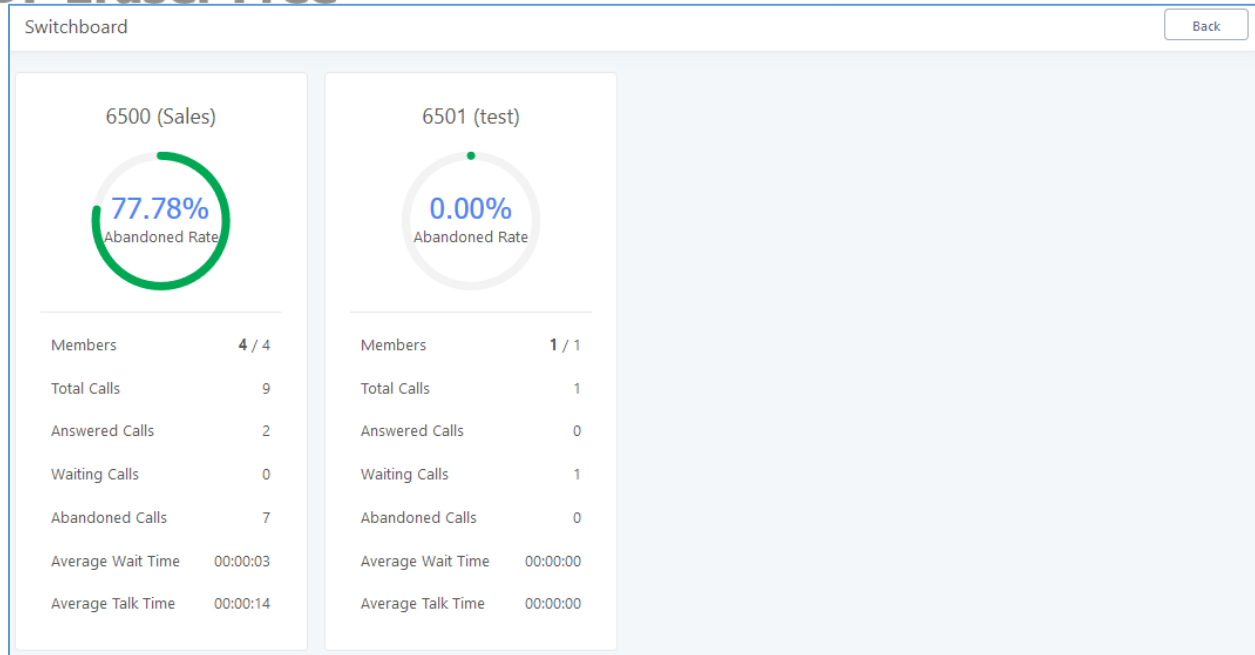 Switchboard
Back
6500 (Sales)
77.78%
Abandoned Rate
Members 4 / 4
Total Calls 9
Answered Calls 2
Waiting Calls 0
Abandoned Calls 7
Average Wait Time 00:00:03
Average Talk Time 00:00:14
6501 (test)
0.00%
Abandoned Rate
Members 1 / 1
Total Calls 1
Answered Calls 0
Waiting Calls 1
Abandoned Calls 0
Average Wait Time 00:00:00
Average Talk Time 00:00:00